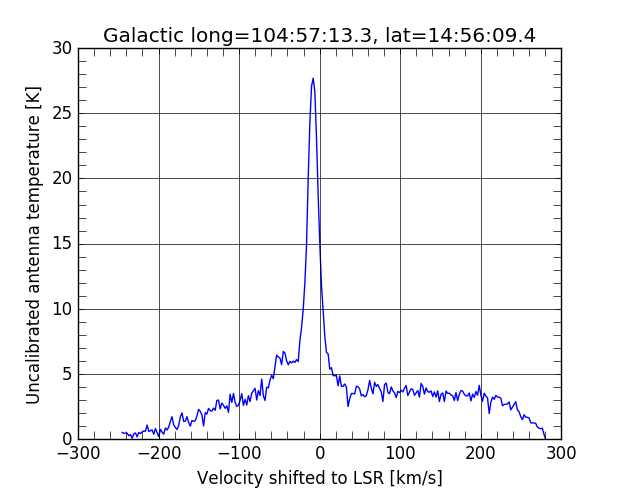 Galactic long=104:57:13.3, lat=14:56:09.4
30
25
20
15
10
5
0
Uncalibrated antenna temperature [K]
−300 −200 −100 0 100 200 300
Velocity shifted to LSR [km/s]